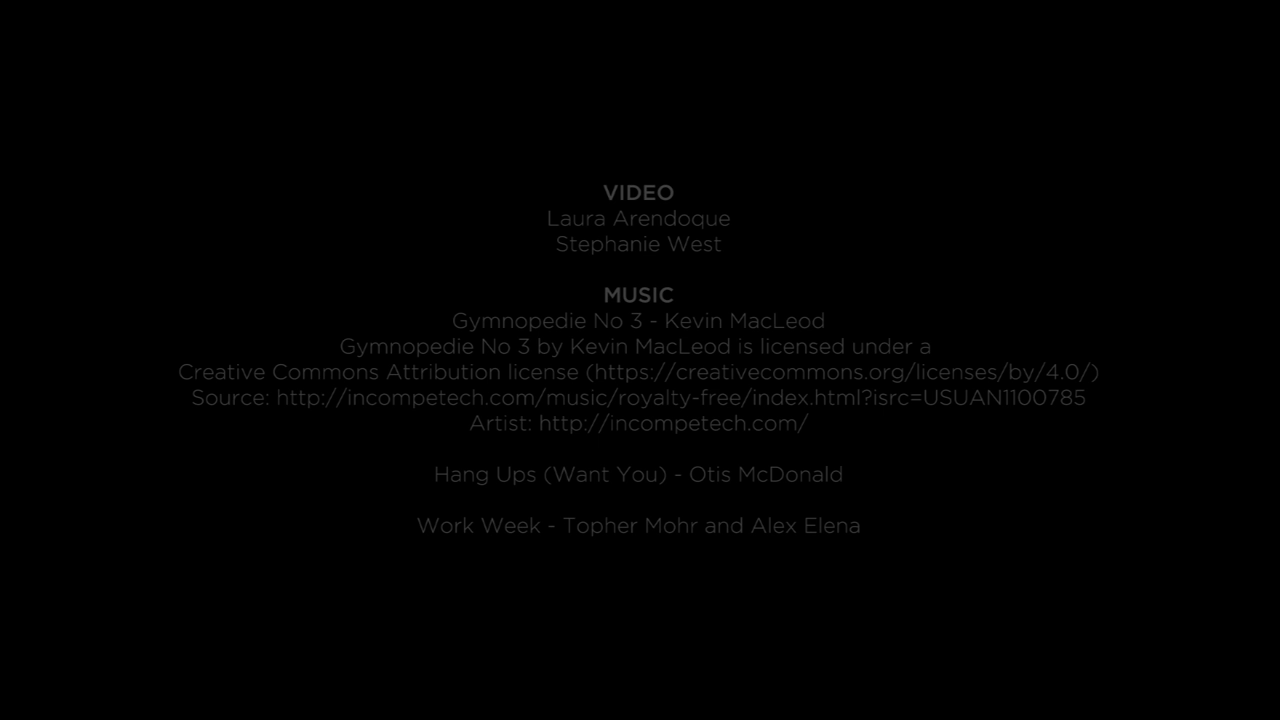 VIDEO
Laura Arendoque
Stephanie West
MUSIC
Gymnopedie No 3 - Kevin MacLeod
Gymnopedie No 3 by Kevin MacLeod is licensed under a
Creative Commons Attribution license (https://creativecommons.org/licenses/by/4.0/)
Source: http://incompetech.com/music/royalty-free/index.html?isrc=USUAN1100785
Artist: http://incompetech.com/
Hang Ups (Want You) - Otis McDonald
Work Week - Topher Mohr and Alex Elena